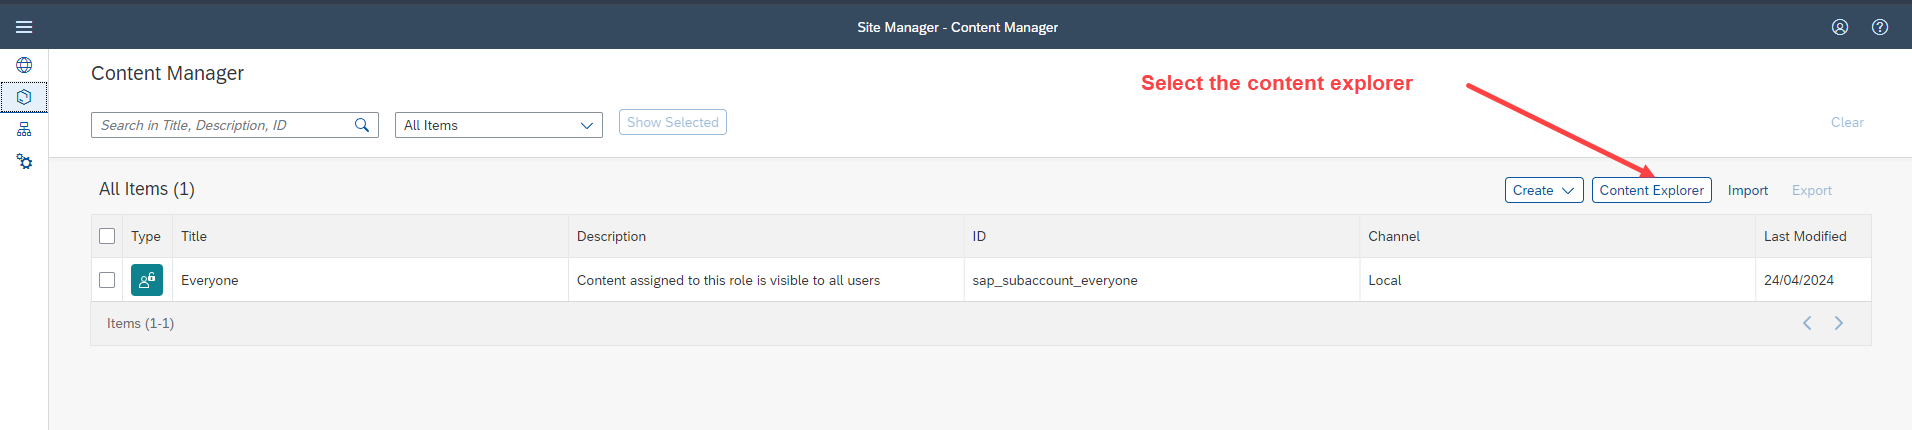 Site Manager - Content Manager
Content Manager
Select the content explorer
Search in Title, Description, ID
All Items
Show Selected
Clear
All Items (1)
Create
Content Explorer
Import
Export
Type Title Description ID Channel Last Modified
Everyone Content assigned to this role is visible to all users sap_subaccount_everyone Local 24/04/2024
Items (1-1)